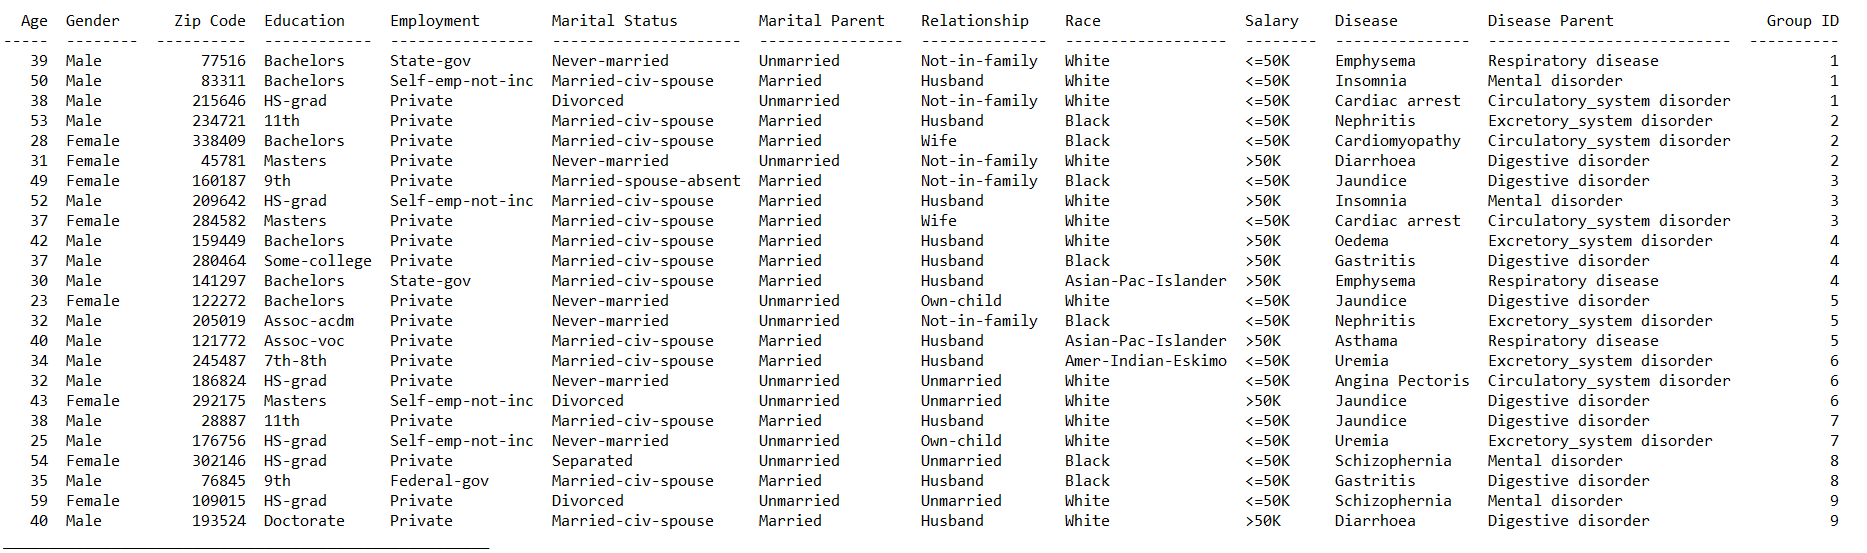 Age Gender Zip Code Education Employment Marital Status Marital Parent Relationship Race Salary Disease Disease Parent Group ID
----- -------- ---------- ------------ ---------------- --------------------- ---------------- -------------- ------------------ -------- --------------- --------------------------- ----------
39 Male 77516 Bachelors State-gov Never-married Unmarried Not-in-family White <=50K Emphysema Respiratory disease 1
50 Male 83311 Bachelors Self-emp-not-inc Married-civ-spouse Married Husband White <=50K Insomnia Mental disorder 1
38 Male 215646 HS-grad Private Divorced Unmarried Not-in-family White <=50K Cardiac arrest Circulatory_system disorder 1
53 Male 234721 11th Private Married-civ-spouse Married Husband Black <=50K Nephritis Excretory_system disorder 2
28 Female 338409 Bachelors Private Married-civ-spouse Married Wife Black <=50K Cardiomyopathy Circulatory_system disorder 2
31 Female 45781 Masters Private Never-married Unmarried Not-in-family White >50K Diarrhoea Digestive disorder 2
49 Female 160187 9th Private Married-spouse-absent Married Not-in-family Black <=50K Jaundice Digestive disorder 3
52 Male 209642 HS-grad Self-emp-not-inc Married-civ-spouse Married Husband White >50K Insomnia Mental disorder 3
37 Female 284582 Masters Private Married-civ-spouse Married Wife White <=50K Cardiac arrest Circulatory_system disorder 3
42 Male 159449 Bachelors Private Married-civ-spouse Married Husband White >50K Oedema Excretory_system disorder 4
37 Male 280464 Some-college Private Married-civ-spouse Married Husband Black >50K Gastritis Digestive disorder 4
30 Male 141297 Bachelors State-gov Married-civ-spouse Married Husband Asian-Pac-Islander >50K Emphysema Respiratory disease 4
23 Female 122272 Bachelors Private Never-married Unmarried Own-child White <=50K Jaundice Digestive disorder 5
32 Male 205019 Assoc-acdm Private Never-married Unmarried Not-in-family Black <=50K Nephritis Excretory_system disorder 5
40 Male 121772 Assoc-voc Private Married-civ-spouse Married Husband Asian-Pac-Islander >50K Asthama Respiratory disease 5
34 Male 245487 7th-8th Private Married-civ-spouse Married Husband Amer-Indian-Eskimo <=50K Uremia Excretory_system disorder 6
32 Male 186824 HS-grad Private Never-married Unmarried Unmarried White <=50K Angina Pectoris Circulatory_system disorder 6
43 Female 292175 Masters Self-emp-not-inc Divorced Unmarried Unmarried White >50K Jaundice Digestive disorder 6
38 Male 28887 11th Private Married-civ-spouse Married Husband White <=50K Jaundice Digestive disorder 7
25 Male 176756 HS-grad Self-emp-not-inc Never-married Unmarried Own-child White <=50K Uremia Excretory_system disorder 7
54 Female 302146 HS-grad Private Separated Unmarried Unmarried Black <=50K Schizophernia Mental disorder 8
35 Male 76845 9th Federal-gov Married-civ-spouse Married Husband Black <=50K Gastritis Digestive disorder 8
59 Female 109015 HS-grad Private Divorced Unmarried Unmarried White <=50K Schizophernia Mental disorder 9
40 Male 193524 Doctorate Private Married-civ-spouse Married Husband White >50K Diarrhoea Digestive disorder 9